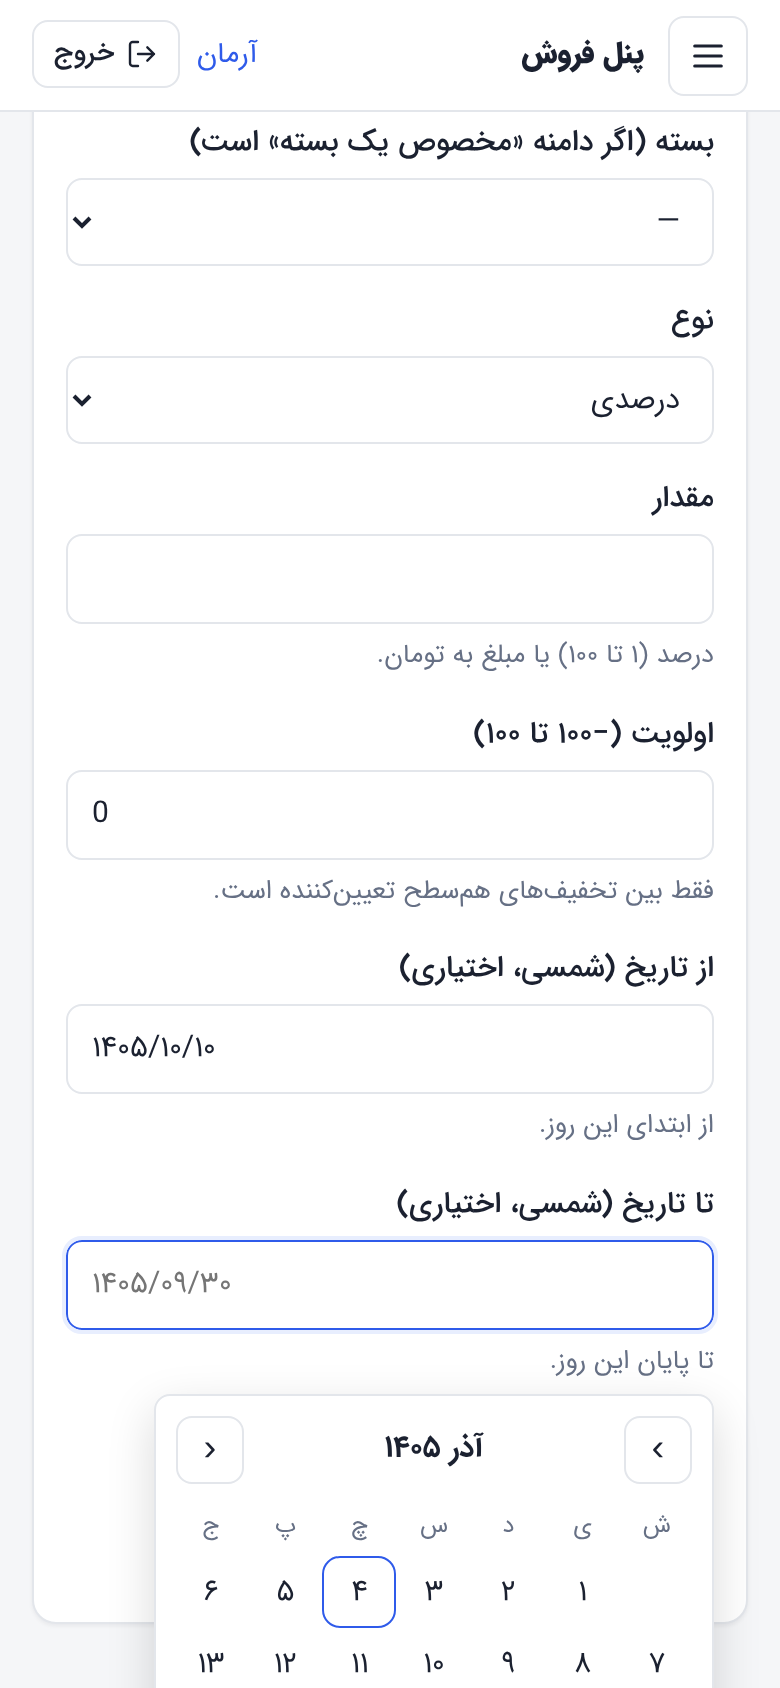 پنل فروش
آرمان
خروج
بسته (اگر دامنه «مخصوص یک بسته» است)
—
نوع
درصدی
مقدار
درصد (۱ تا ۱۰۰) یا مبلغ به تومان.
اولویت (−۱۰۰ تا ۱۰۰)
0
فقط بین تخفیف‌های هم‌سطح تعیین‌کننده است.
از تاریخ (شمسی، اختیاری)
۱۴۰۵/۱۰/۱۰
از ابتدای این روز.
تا تاریخ (شمسی، اختیاری)
۱۴۰۵/۰۹/۳۰
تا پایان این روز.
آذر ۱۴۰۵
ش ی د س چ پ ج
۱ ۲ ۳ ۴ ۵ ۶
۷ ۸ ۹ ۱۰ ۱۱ ۱۲ ۱۳